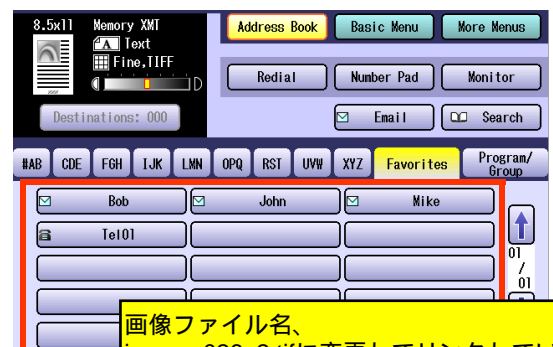 8.5x11 Memory XMT
Text
Fine,TIFF
D
Destinations: 000
Address Book Basic Menu More Menus
Redial Number Pad Monitor
Email Search
#AB CDE FGH IJK LMN OPQ RST UVW XYZ Favorites Program/
Group
Bob John Mike
Tel01
01
/
01
画像ファイル名、